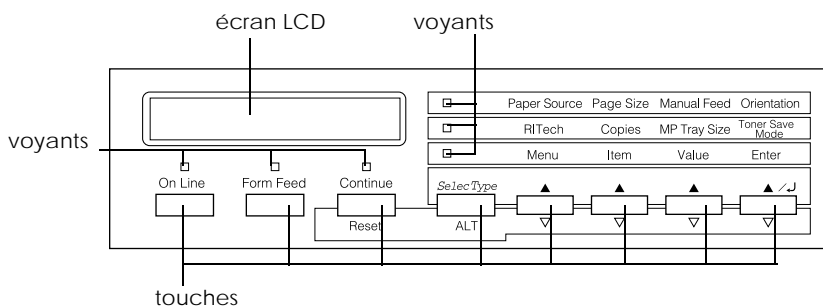 écran LCD
voyants
Paper Source Page Size Manual Feed Orientation
RITech Copies MP Tray Size Toner Save Mode
voyants
Menu Item Value Enter
On Line Form Feed Continue SelecType
Reset ALT
touches